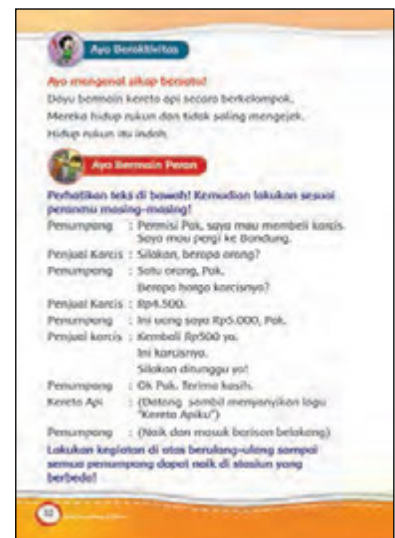 Ayo Beraktivitas
Ayo mengenal sikap bersatu!
Dayu bermain kereta api secara berkelompok.
Mereka hidup rukun dan tidak saling mengejek.
Hidup rukun itu indah.
Ayo Bermain Peran
Perhatikan teks di bawah! Kemudian lakukan sesuai
peranmu masing-masing!
Penumpang : Permisi Pak, saya mau membeli karcis.
Saya mau pergi ke Bandung.
Penjual Karcis : Silakan, berapa orang?
Penumpang : Satu orang, Pak.
Berapa harga karcisnya?
Penjual Karcis : Rp4.500.
Penumpang : Ini uang saya Rp5.000, Pak.
Penjual karcis : Kembali Rp500 ya.
Ini karcisnya.
Silakan ditunggu ya!
Penumpang : Ok Pak. Terima kasih.
Kereta Api : (Datang sambil menyanyikan lagu
"Kereta Apiku")
Penumpang : (Naik dan masuk barisan belakang)
Lakukan kegiatan di atas berulang-ulang sampai
semua penumpang dapat naik di stasiun yang
berbeda!